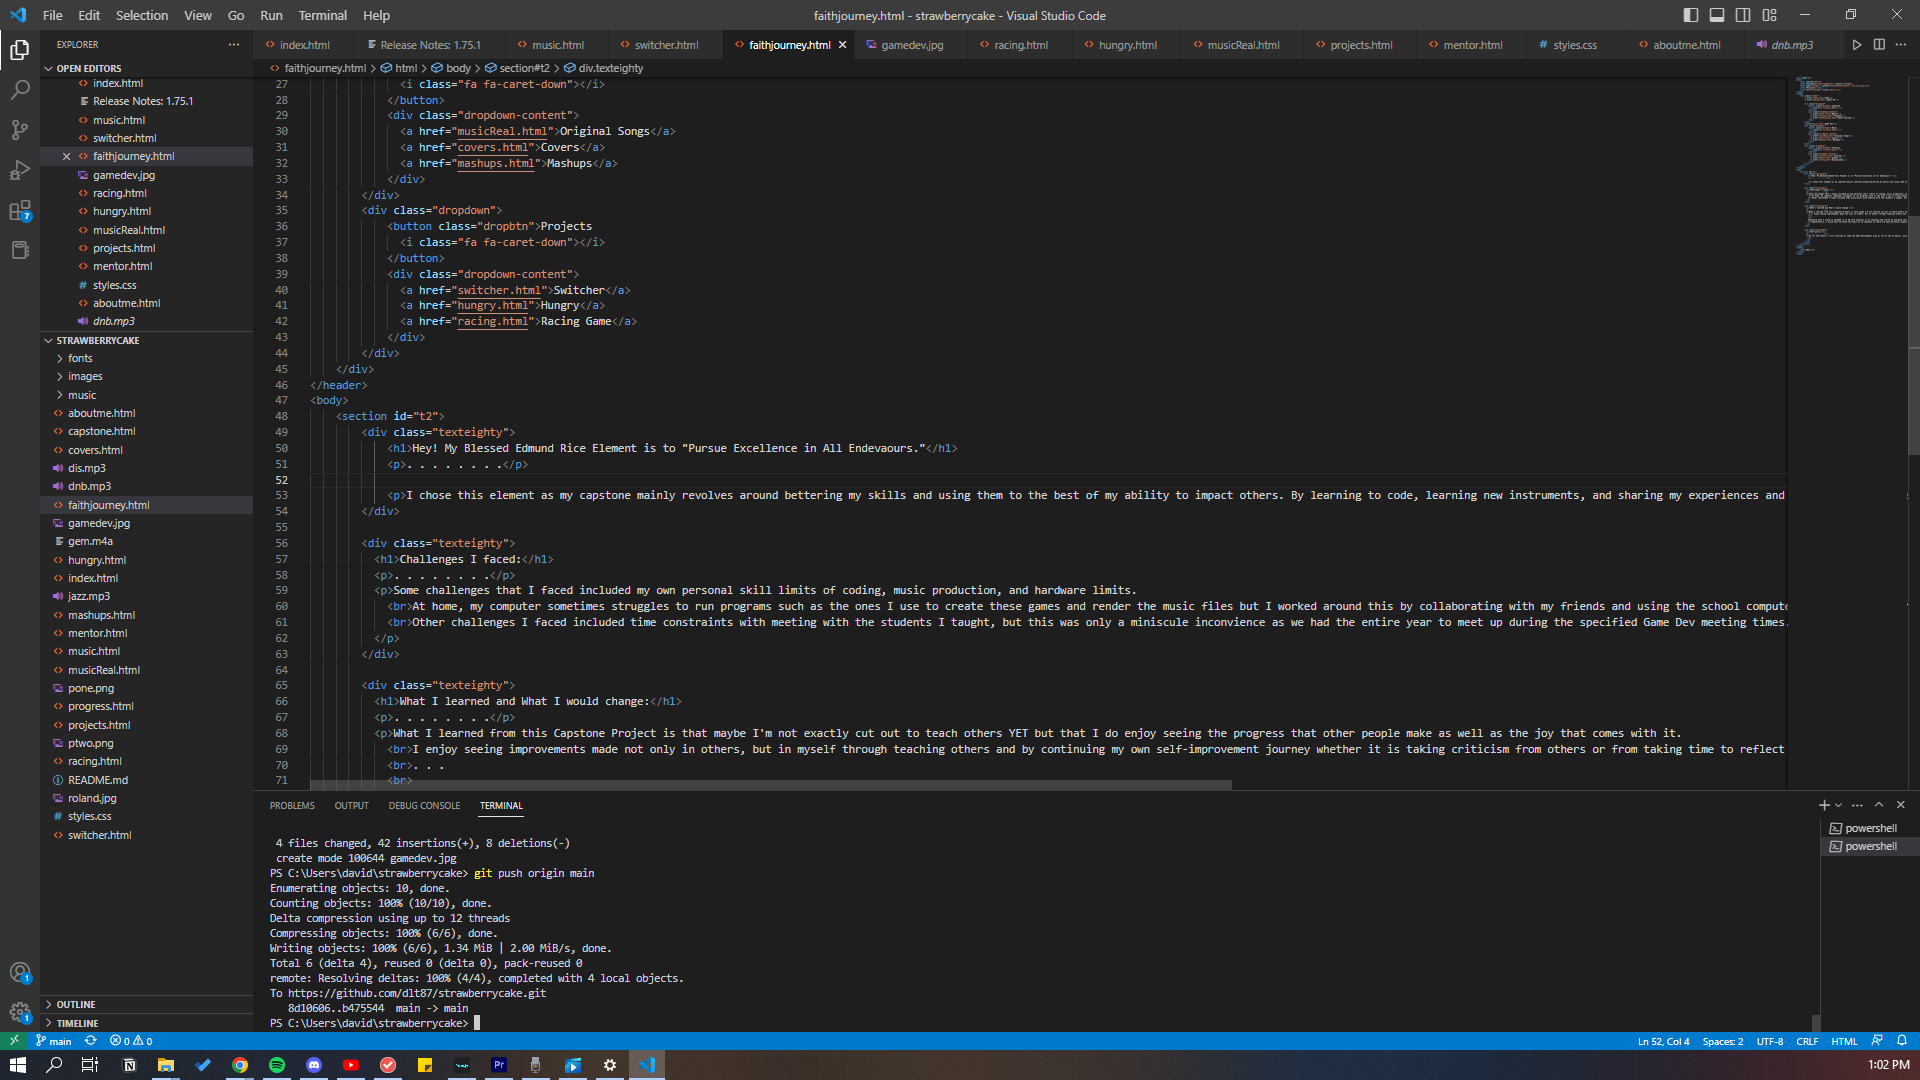 File Edit Selection View Go Run Terminal Help
faithjourney.html - strawberrycake - Visual Studio Code
EXPLORER
index.html
Release Notes: 1.75.1
music.html
switcher.html
faithjourney.html
gamedev.jpg
racing.html
hungry.html
musicReal.html
projects.html
mentor.html
styles.css
aboutme.html
dnb.mp3
OPEN EDITORS
index.html
Release Notes: 1.75.1
music.html
switcher.html
faithjourney.html
gamedev.jpg
racing.html
hungry.html
musicReal.html
projects.html
mentor.html
styles.css
aboutme.html
dnb.mp3
STRAWBERRYCAKE
fonts
images
music
aboutme.html
capstone.html
covers.html
dis.mp3
dnb.mp3
faithjourney.html
gamedev.jpg
gem.m4a
hungry.html
index.html
jazz.mp3
mashups.html
mentor.html
music.html
musicReal.html
pone.png
progress.html
projects.html
ptwo.png
racing.html
README.md
roland.jpg
styles.css
switcher.html
OUTLINE
TIMELINE
faithjourney.html > html > body > section#t2 > div.texteighty
27 <i class="fa fa-caret-down"></i>
28 </button>
29 <div class="dropdown-content">
30 <a href="musicReal.html">Original Songs</a>
31 <a href="covers.html">Covers</a>
32 <a href="mashups.html">Mashups</a>
33 </div>
34 </div>
35 <div class="dropdown">
36 <button class="dropbtn">Projects
37 <i class="fa fa-caret-down"></i>
38 </button>
39 <div class="dropdown-content">
40 <a href="switcher.html">Switcher</a>
41 <a href="hungry.html">Hungry</a>
42 <a href="racing.html">Racing Game</a>
43 </div>
44 </div>
45 </div>
46 </header>
47 <body>
48 <section id="t2">
49 <div class="texteighty">
50 <h1>Hey! My Blessed Edmund Rice Element is to "Pursue Excellence in All Endevaours."</h1>
51 <p>. . . . . . . .</p>
52
53 <p>I chose this element as my capstone mainly revolves around bettering my skills and using them to the best of my ability to impact others. By learning to code, learning new instruments, and sharing my experiences and
54 </div>
55
56 <div class="texteighty">
57 <h1>Challenges I faced:</h1>
58 <p>. . . . . . . .</p>
59 <p>Some challenges that I faced included my own personal skill limits of coding, music production, and hardware limits.
60 <br>At home, my computer sometimes struggles to run programs such as the ones I use to create these games and render the music files but I worked around this by collaborating with my friends and using the school compute
61 <br>Other challenges I faced included time constraints with meeting with the students I taught, but this was only a miniscule inconvience as we had the entire year to meet up during the specified Game Dev meeting times.
62 </p>
63 </div>
64
65 <div class="texteighty">
66 <h1>What I learned and What I would change:</h1>
67 <p>. . . . . . . .</p>
68 <p>What I learned from this Capstone Project is that maybe I'm not exactly cut out to teach others YET but that I do enjoy seeing the progress that other people make as well as the joy that comes with it.
69 <br>I enjoy seeing improvements made not only in others, but in myself through teaching others and by continuing my own self-improvement journey whether it is taking criticism from others or from taking time to reflect
70 <br>. . .
71 <br>
PROBLEMS OUTPUT DEBUG CONSOLE TERMINAL
4 files changed, 42 insertions(+), 8 deletions(-)
create mode 100644 gamedev.jpg
PS C:\Users\david\strawberrycake> git push origin main
Enumerating objects: 10, done.
Counting objects: 100% (10/10), done.
Delta compression using up to 12 threads
Compressing objects: 100% (6/6), done.
Writing objects: 100% (6/6), 1.34 MiB | 2.00 MiB/s, done.
Total 6 (delta 4), reused 0 (delta 0), pack-reused 0
remote: Resolving deltas: 100% (4/4), completed with 4 local objects.
To https://github.com/dlt87/strawberrycake.git
8d10606..b475544 main -> main
PS C:\Users\david\strawberrycake>
powershell
powershell
7
1
1
main 0 0
Ln 52, Col 4 Spaces: 2 UTF-8 CRLF HTML
Pr
1:02 PM